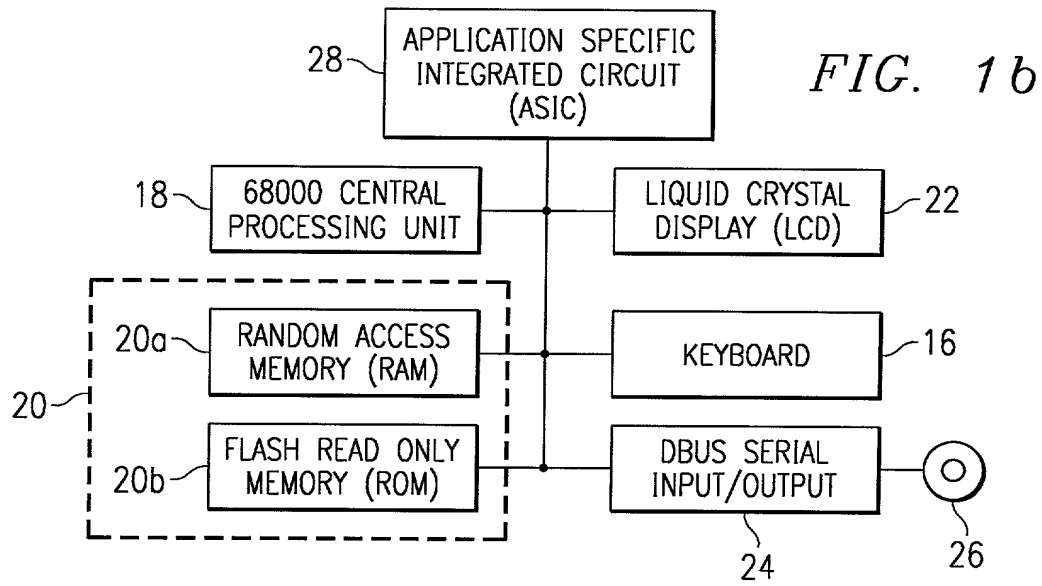 APPLICATION SPECIFIC
INTEGRATED CIRCUIT
(ASIC)
28
FIG. 1b
18
68000 CENTRAL
PROCESSING UNIT
LIQUID CRYSTAL
DISPLAY (LCD)
22
20
20a
RANDOM ACCESS
MEMORY (RAM)
KEYBOARD
16
20b
FLASH READ ONLY
MEMORY (ROM)
DBUS SERIAL
INPUT/OUTPUT
24
26